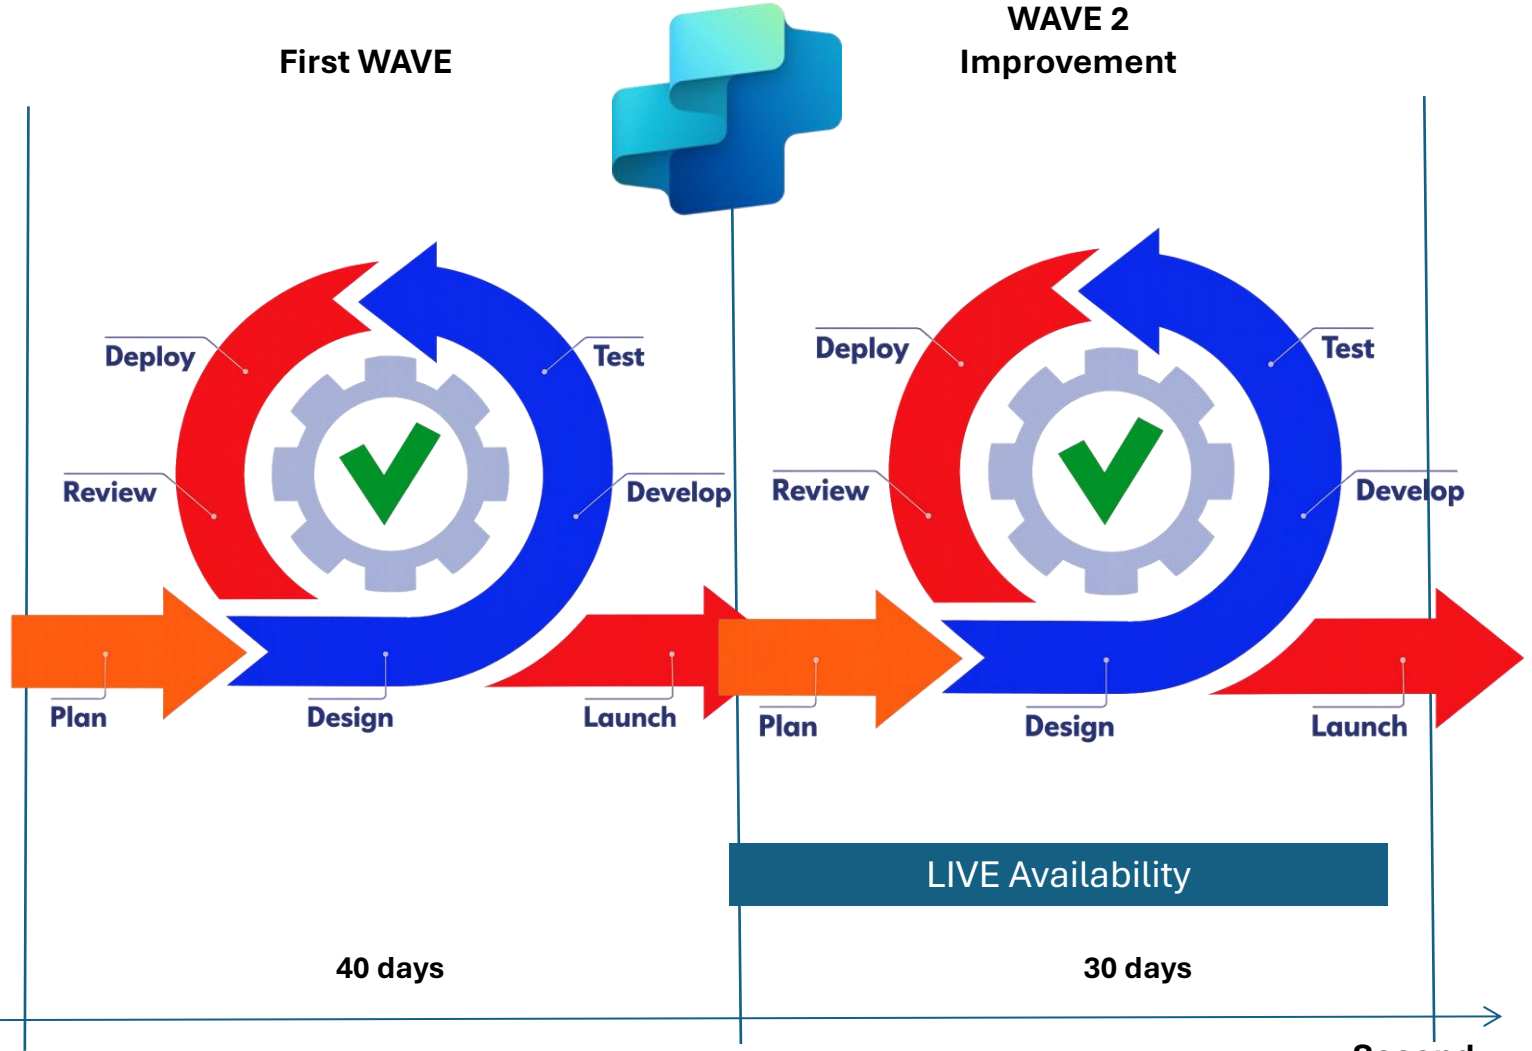 First WAVE
WAVE 2
Improvement
Deploy
Test
Review
Develop
Plan
Design
Launch
Deploy
Test
Review
Develop
Plan
Design
Launch
LIVE Availability
40 days
30 days